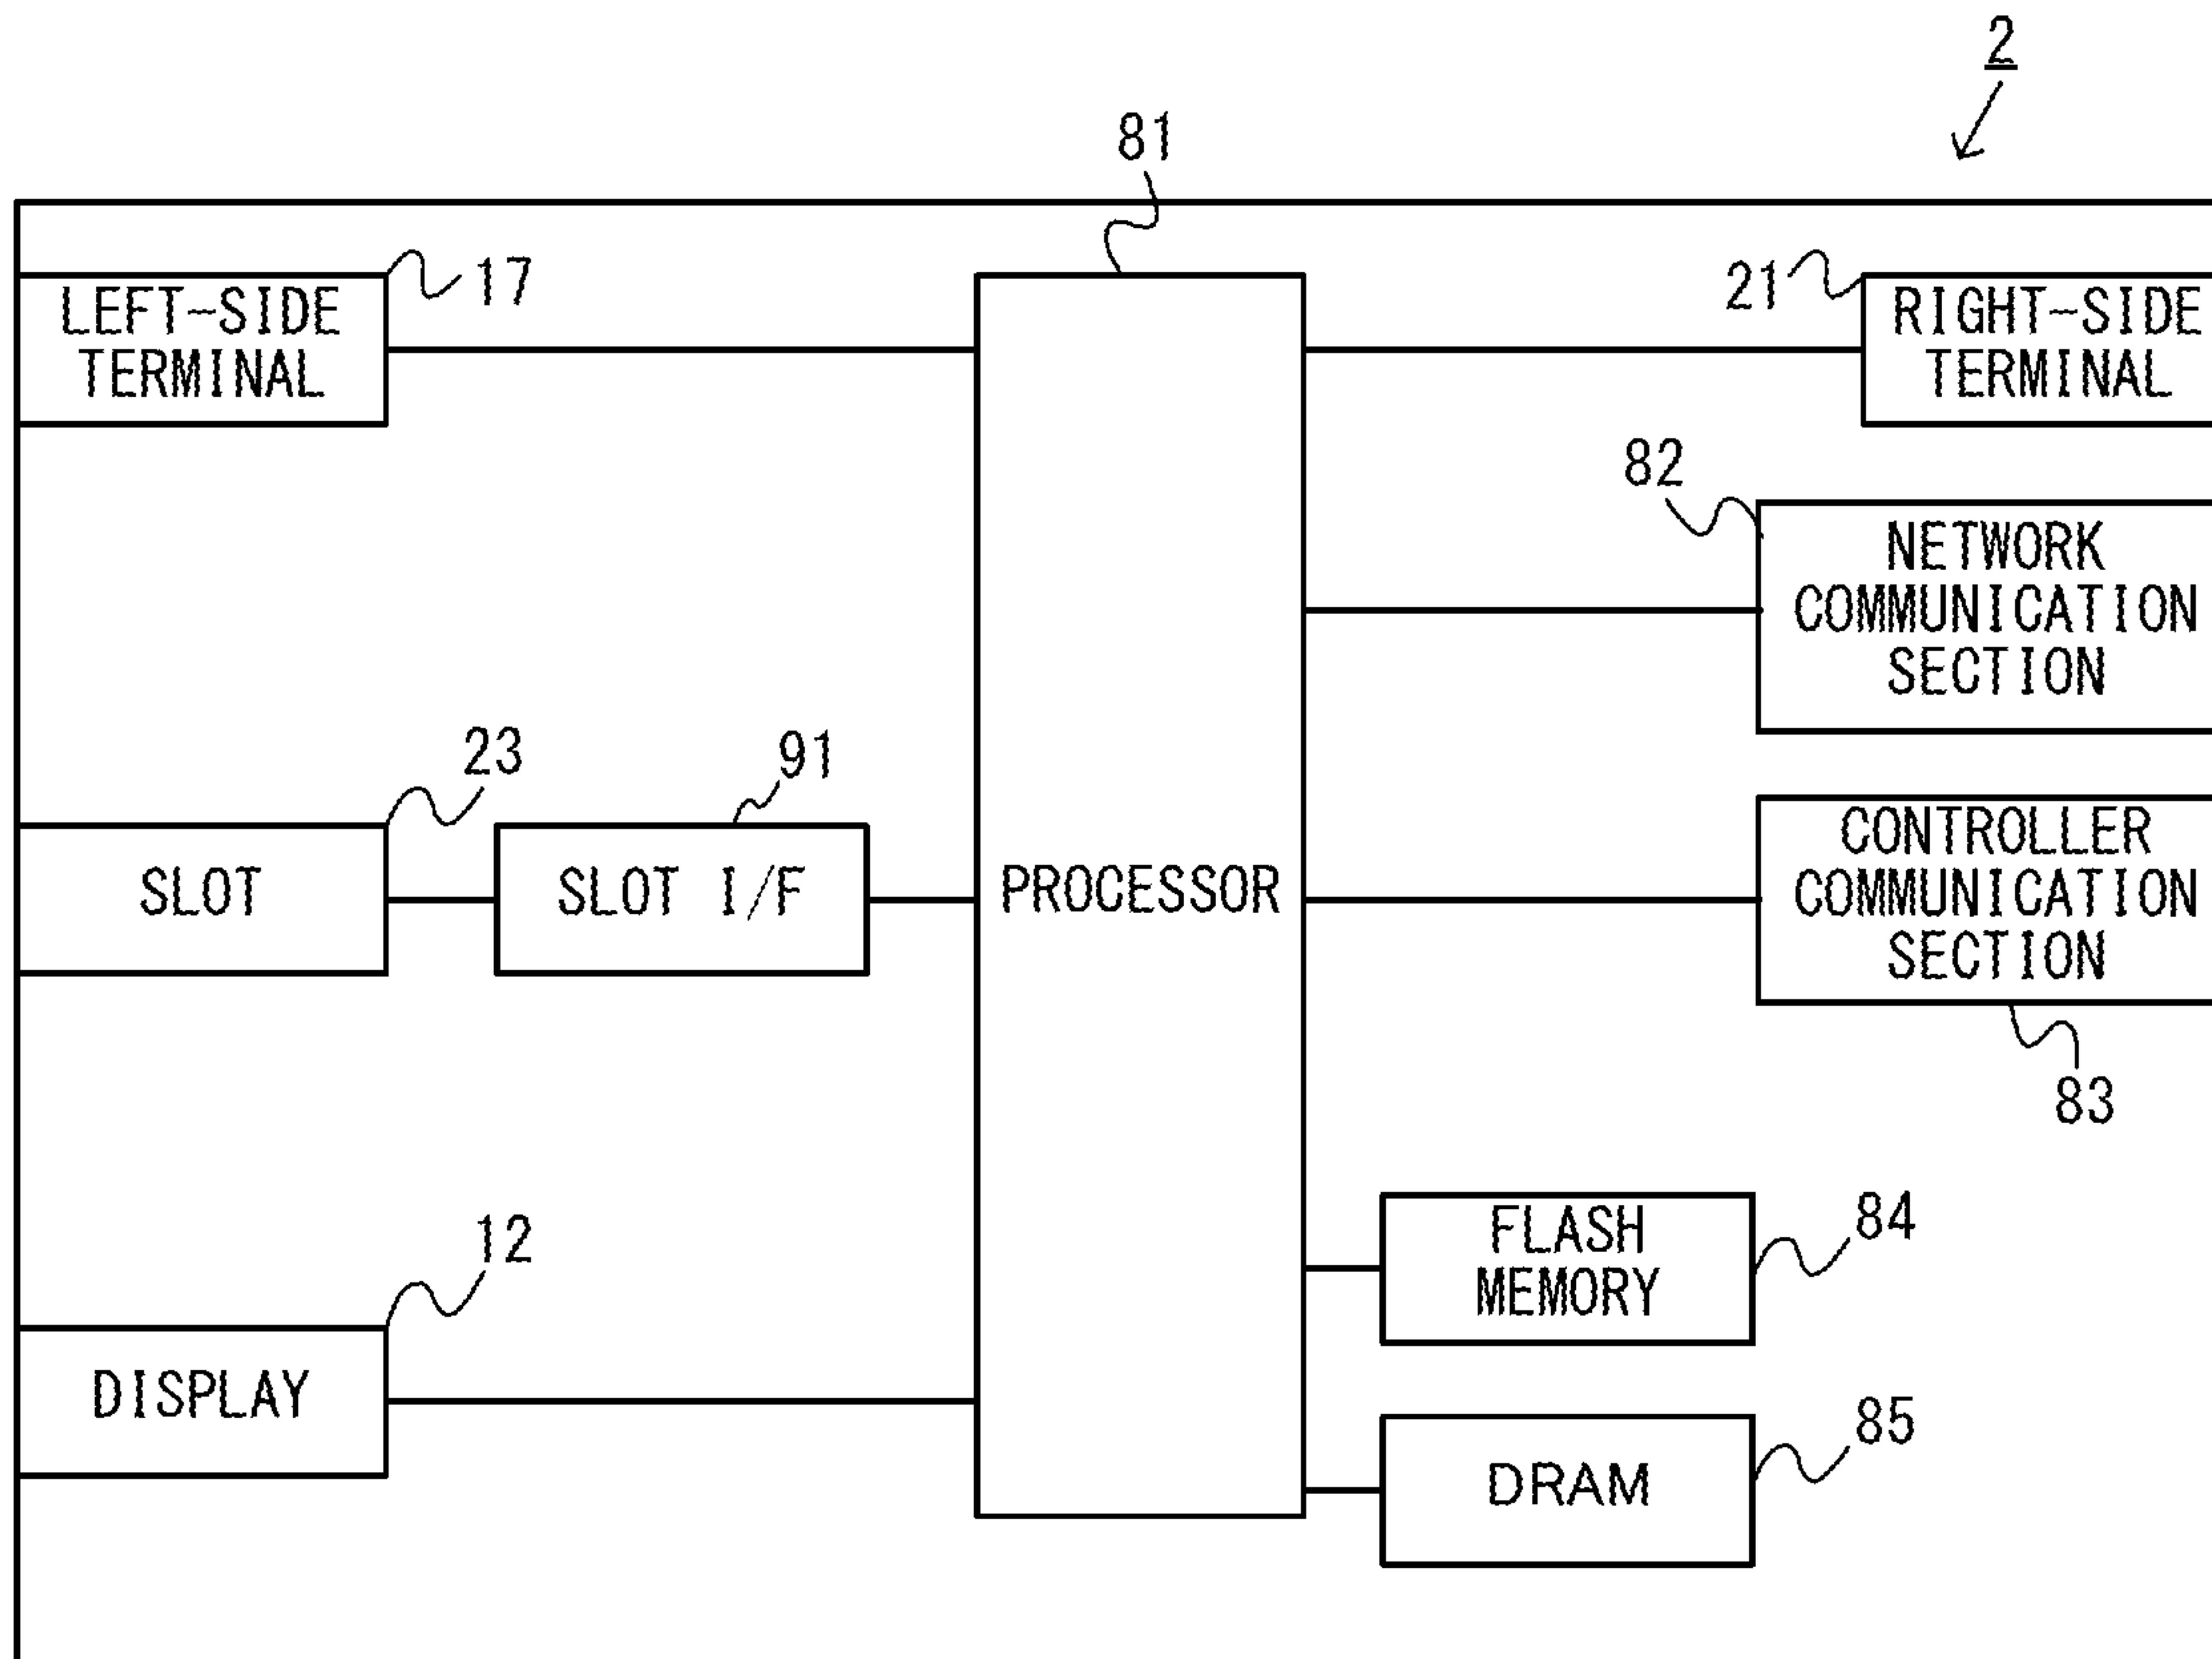 2
81
17
LEFT-SIDE
TERMINAL
21
RIGHT-SIDE
TERMINAL
82
NETWORK
COMMUNICATION
SECTION
23
SLOT
91
SLOT I/F
PROCESSOR
CONTROLLER
COMMUNICATION
SECTION
83
12
DISPLAY
FLASH
MEMORY
84
DRAM
85